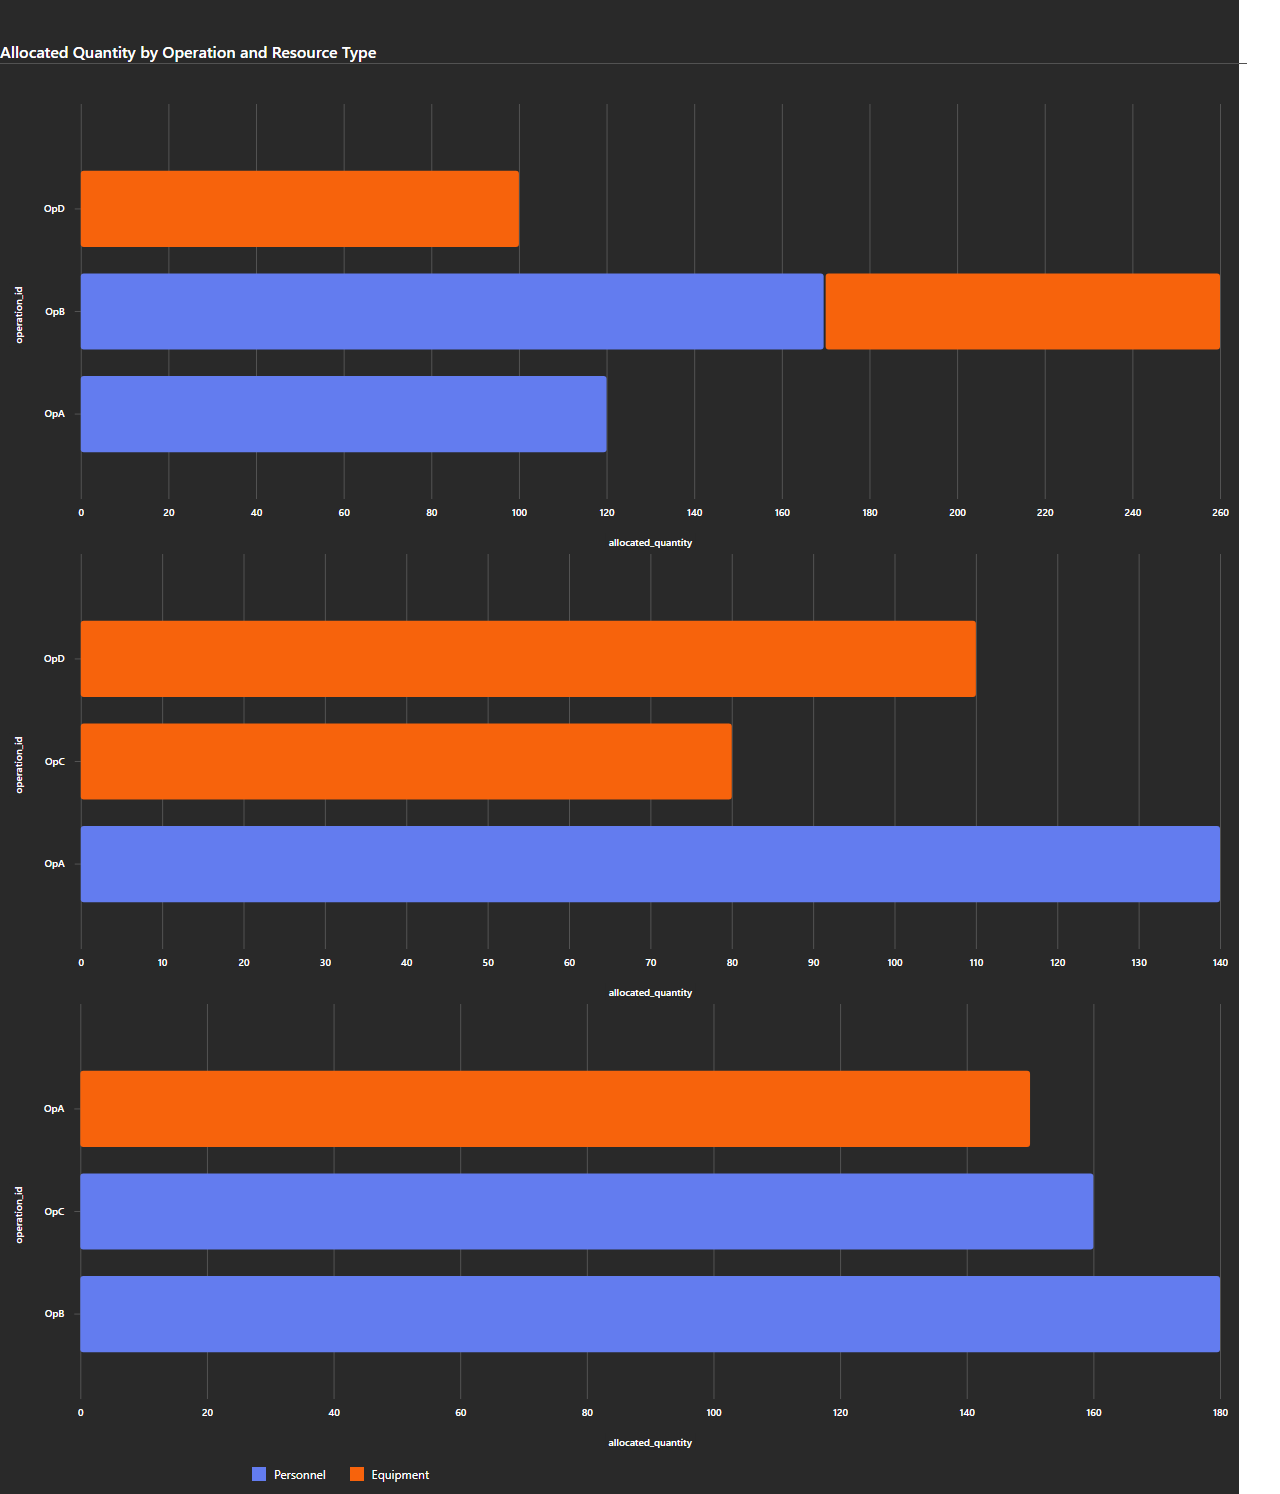 Allocated Quantity by Operation and Resource Type
operation_id
OpD
OpB
OpA
0 20 40 60 80 100 120 140 160 180 200 220 240 260
allocated_quantity
operation_id
OpD
OpC
OpA
0 10 20 30 40 50 60 70 80 90 100 110 120 130 140
allocated_quantity
operation_id
OpA
OpC
OpB
0 20 40 60 80 100 120 140 160 180
allocated_quantity
Personnel Equipment